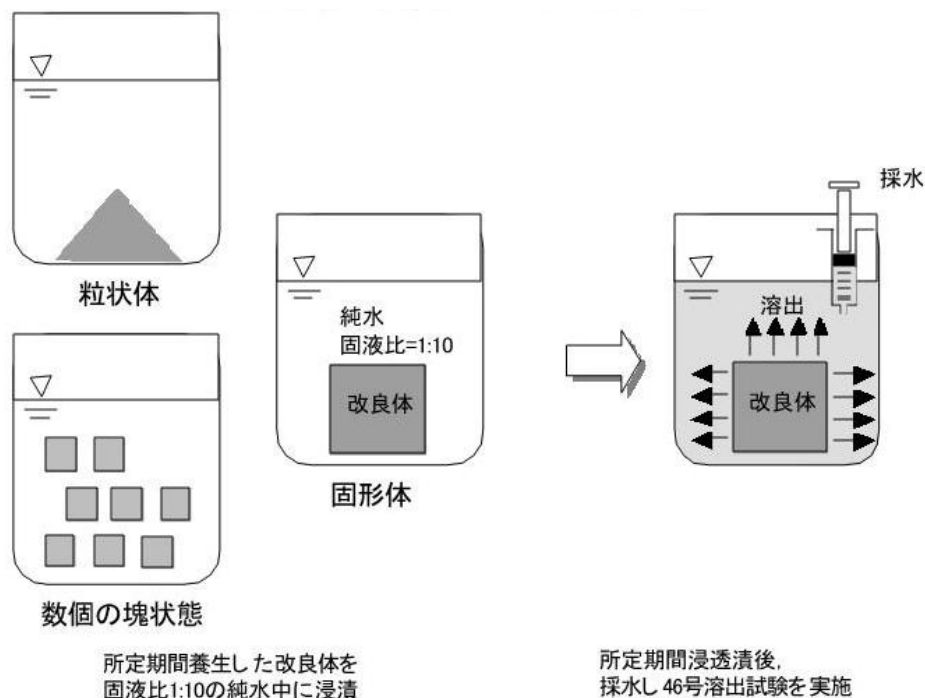 粒状体
数個の塊状態
純水
固液比=1:10
改良体
固形体
採水
溶出
改良体
所定期間養生した改良体を
固液比1:10の純水中に浸漬
所定期間浸透漬後,
採水し46号溶出試験を実施